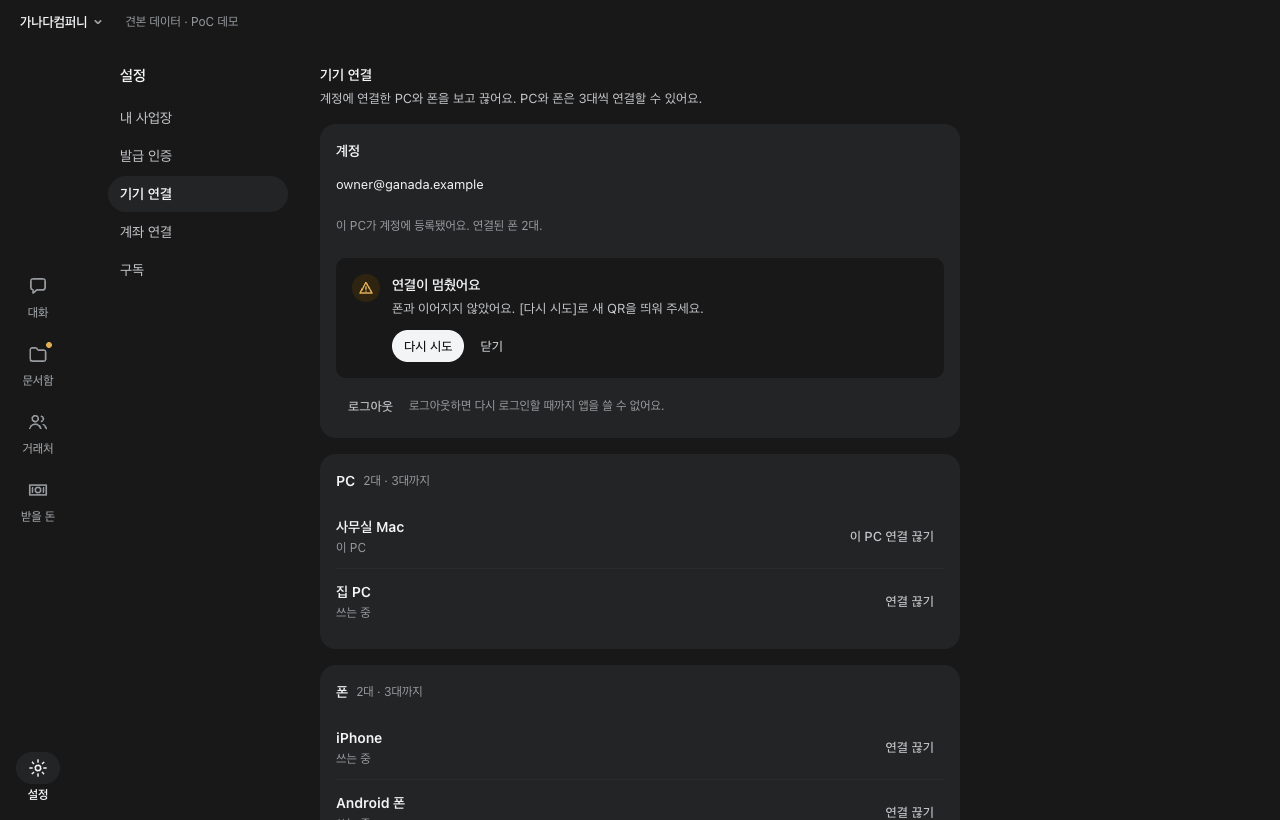 가나다컴퍼니
견본 데이터 · PoC 데모
설정
내 사업장
발급 인증
기기 연결
계좌 연결
구독
대화
문서함
거래처
받을 돈
설정
기기 연결
계정에 연결한 PC와 폰을 보고 끊어요. PC와 폰은 3대씩 연결할 수 있어요.
계정
owner@ganada.example
이 PC가 계정에 등록됐어요. 연결된 폰 2대.
연결이 멈췄어요
폰과 이어지지 않았어요. [다시 시도]로 새 QR을 띄워 주세요.
다시 시도 닫기
로그아웃 로그아웃하면 다시 로그인할 때까지 앱을 쓸 수 없어요.
PC 2대 · 3대까지
사무실 Mac
이 PC
이 PC 연결 끊기
집 PC
쓰는 중
연결 끊기
폰 2대 · 3대까지
iPhone
쓰는 중
연결 끊기
Android 폰
연결 끊기